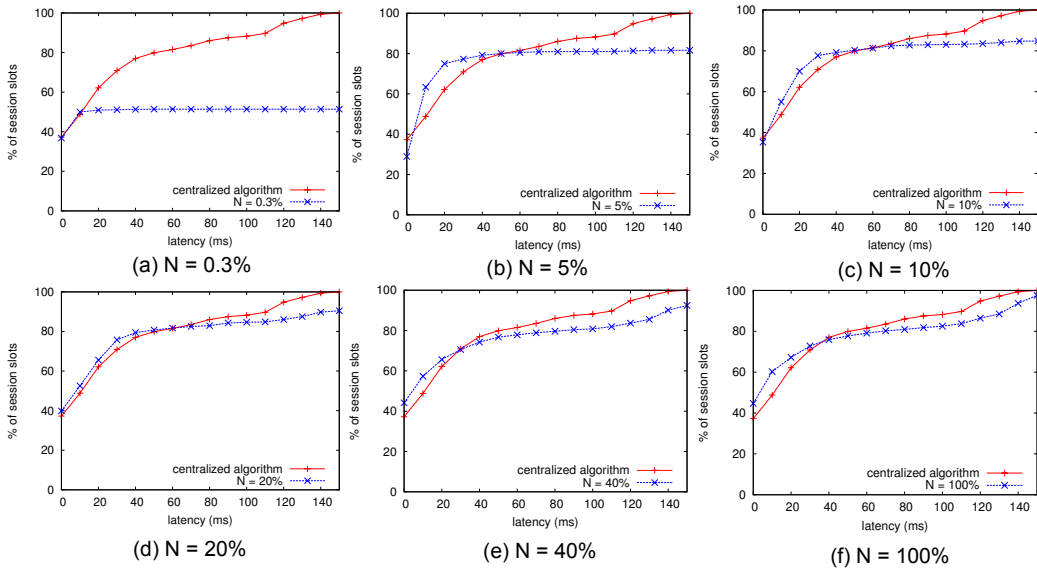 100
80
60
40
20
0
% of session slots
centralized algorithm
N = 0.3%
0 20 40 60 80 100 120 140
latency (ms)
(a) N = 0.3%
100
80
60
40
20
0
% of session slots
centralized algorithm
N = 5%
0 20 40 60 80 100 120 140
latency (ms)
(b) N = 5%
100
80
60
40
20
0
% of session slots
centralized algorithm
N = 10%
0 20 40 60 80 100 120 140
latency (ms)
(c) N = 10%
100
80
60
40
20
0
% of session slots
centralized algorithm
N = 20%
0 20 40 60 80 100 120 140
latency (ms)
(d) N = 20%
100
80
60
40
20
0
% of session slots
centralized algorithm
N = 40%
0 20 40 60 80 100 120 140
latency (ms)
(e) N = 40%
100
80
60
40
20
0
% of session slots
centralized algorithm
N = 100%
0 20 40 60 80 100 120 140
latency (ms)
(f) N = 100%